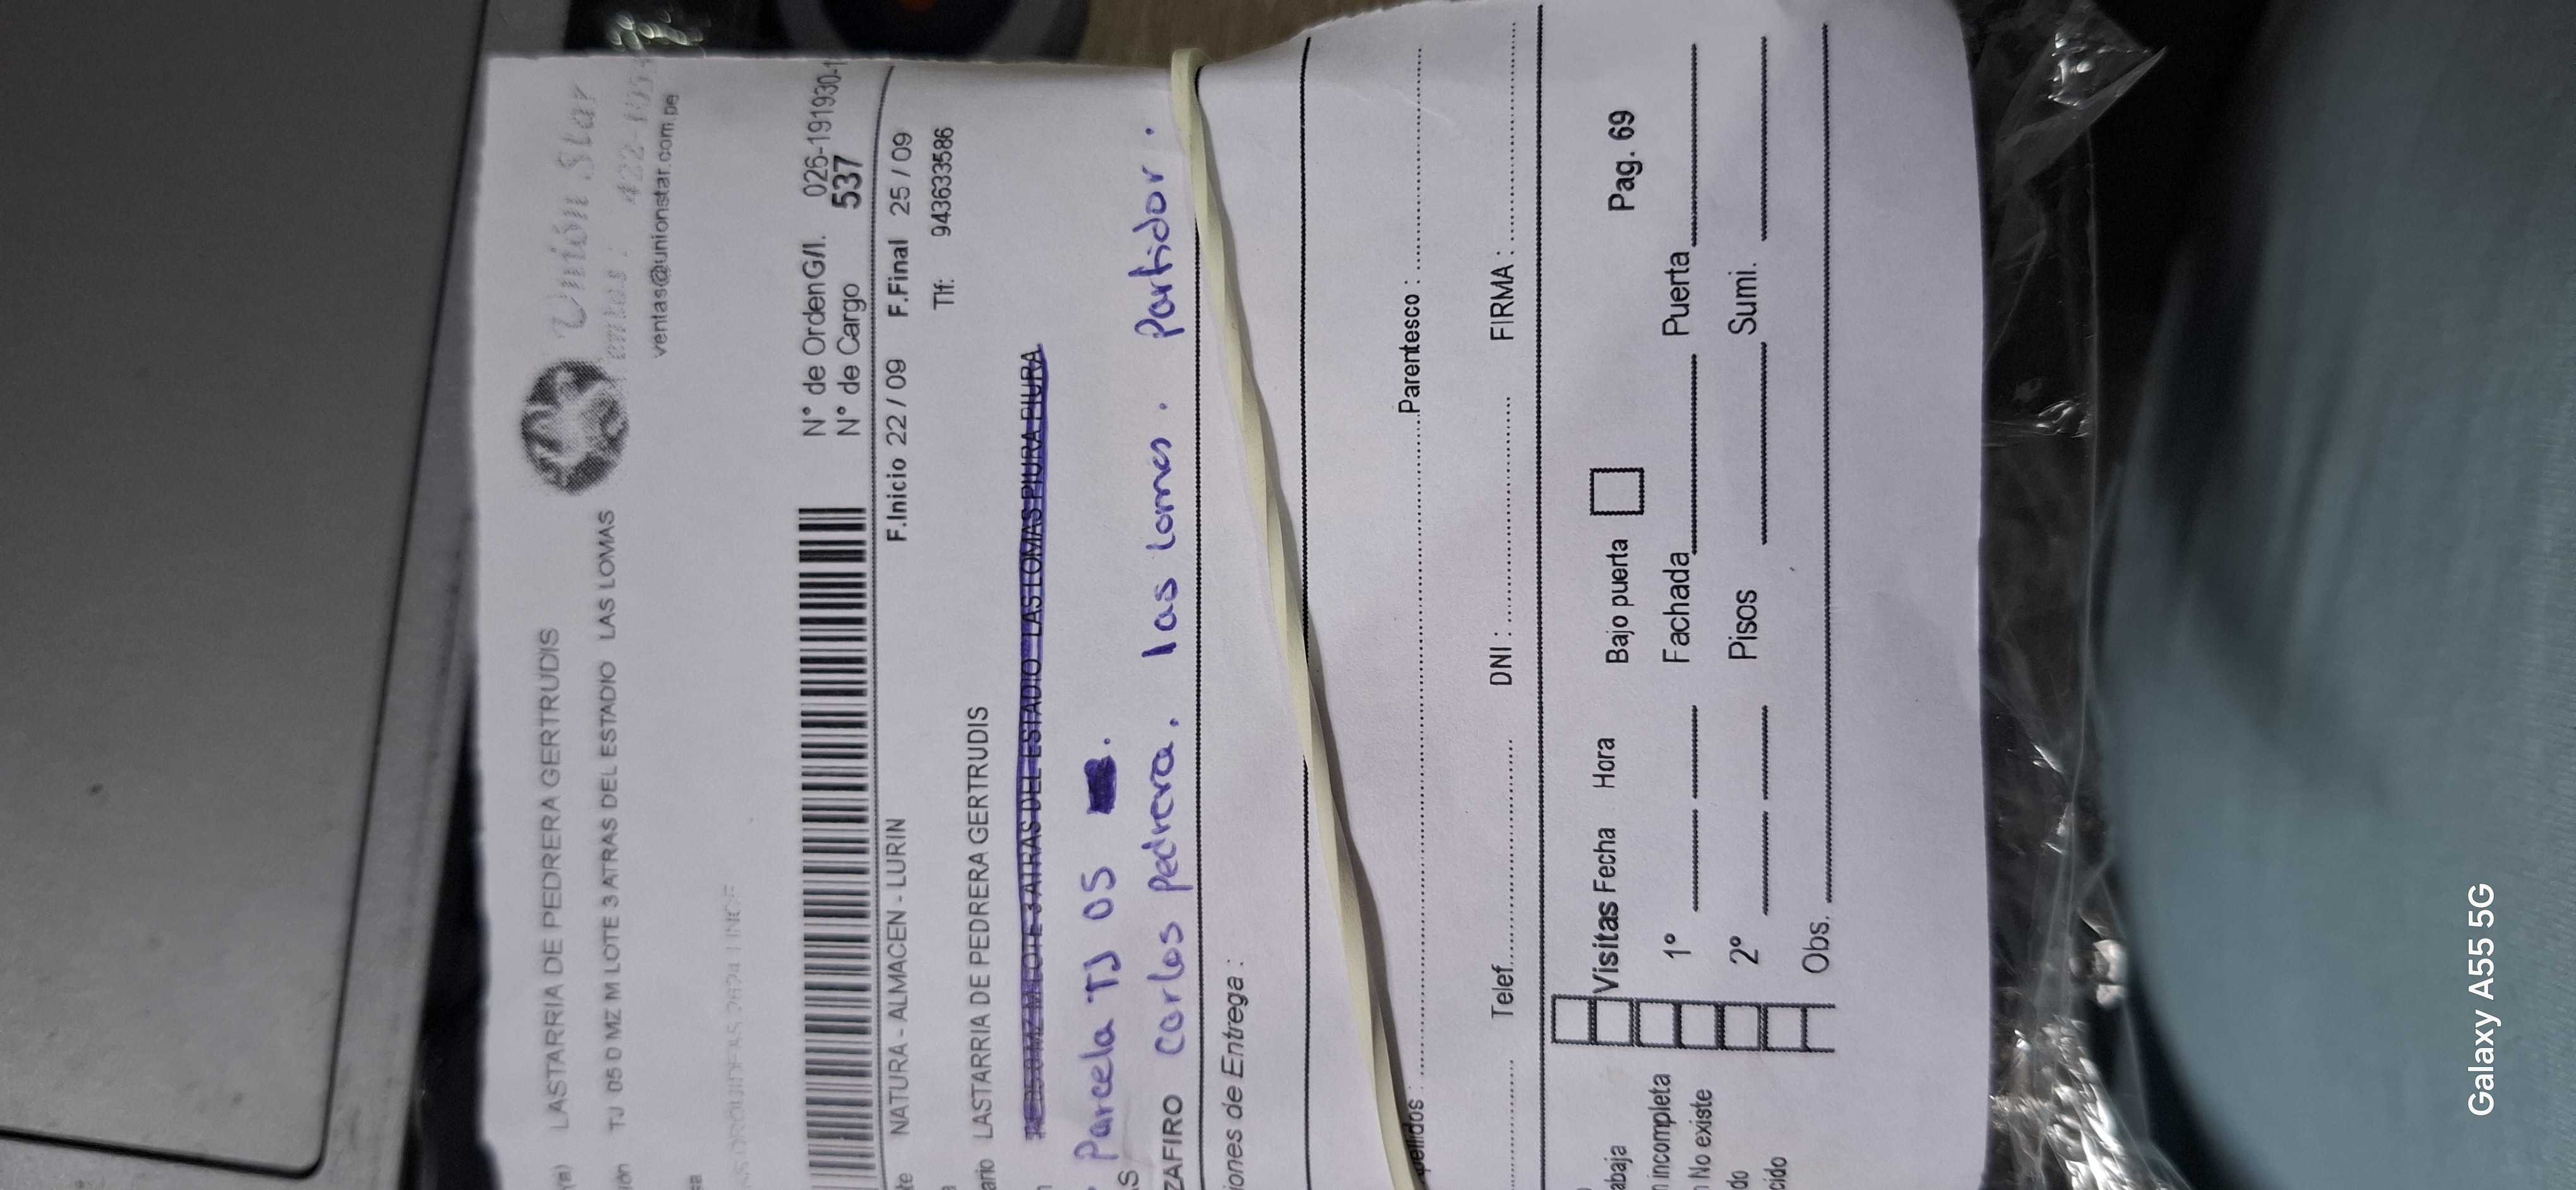 LASTARRIA DE PEDRERA GERTRUDIS
TJ 05 D MZ M LOTE 3 ATRAS DEL ESTADIO LAS LOMAS
Unión Star
ventas@unionstar.com.pe
N° de OrdenG/I. 026-191930-1
N° de Cargo 537
NATURA - ALMACEN - LURIN F.Inicio 22 / 09 F.Final 25 / 09
Tlf: 943633586
LASTARRIA DE PEDRERA GERTRUDIS
MZ M LOTE 3 ATRAS DEL ESTADIO LAS LOMAS PIURA PIURA
Parcela TJ 05 .
ZAFIRO Carlos pedrera. las lomas. Partidor.
iones de Entrega :
pellidos: Parentesco :
Telef. DNI : FIRMA :
Visitas Fecha Hora Bajo puerta Pag. 69
1° Fachada Puerta
2° Pisos Sumi.
Obs.
abaja
incompleta
No existe
do
cido
Galaxy A55 5G